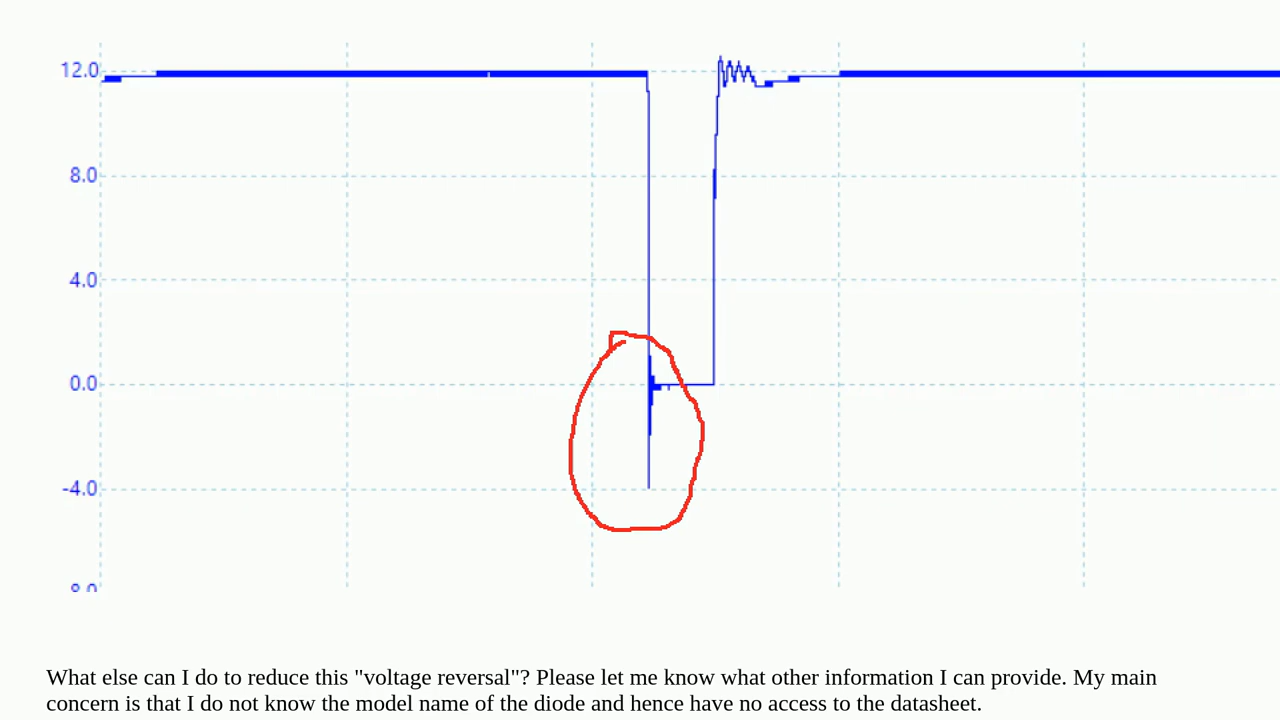 12.0
8.0
4.0
0.0
-4.0
What else can I do to reduce this "voltage reversal"? Please let me know what other information I can provide. My main
concern is that I do not know the model name of the diode and hence have no access to the datasheet.